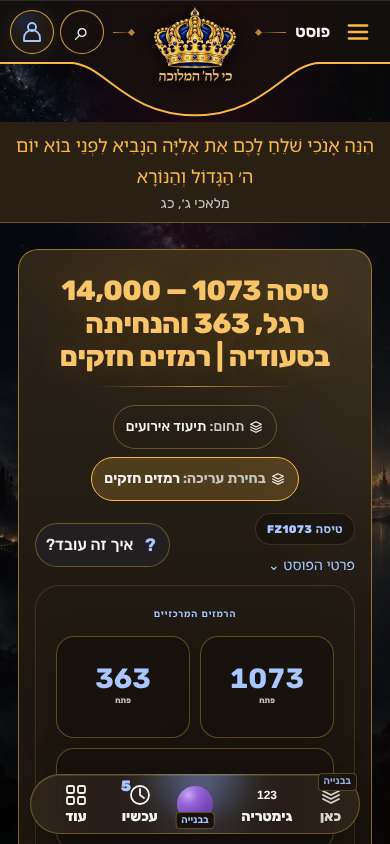 פוסט
כי לה' המלוכה
הִנֵּה אָנֹכִי שֹׁלֵחַ לָכֶם אֵת אֵלִיָּה הַנָּבִיא לִפְנֵי בּוֹא יוֹם
ה׳ הַגָּדוֹל וְהַנּוֹרָא
מלאכי ג׳, כג
טיסה 1073 — 14,000
רגל, 363 והנחיתה
בסעודיה | רמזים חזקים
תחום: תיעוד אירועים
בחירת עריכה: רמזים חזקים
טיסה FZ1073
פרטי הפוסט
? איך זה עובד?
הרמזים המרכזיים
1073
פתח
363
פתח
בבנייה
כאן
123
גימטריה
בבנייה
5
עכשיו
עוד